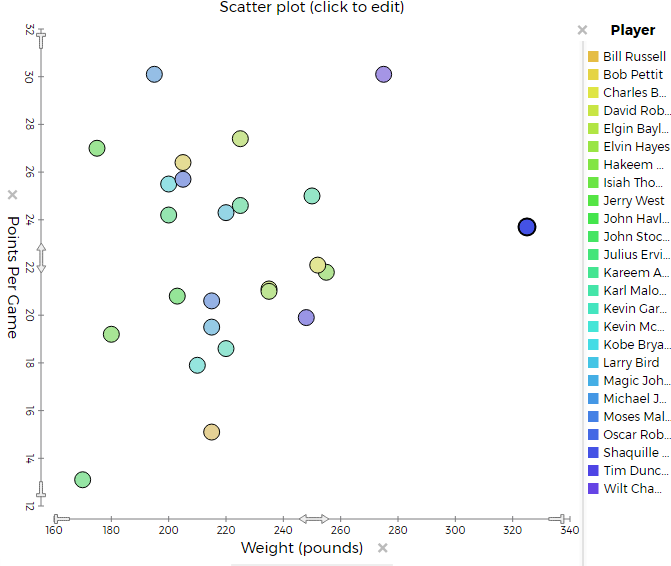 Scatter plot (click to edit)
Player
Bill Russell
Bob Pettit
Charles B...
David Rob...
Elgin Bayl...
Elvin Hayes
Hakeem ...
Isiah Tho...
Jerry West
John Havl...
John Stoc...
Julius Ervi...
Kareem A...
Karl Malo...
Kevin Gar...
Kevin Mc...
Kobe Brya...
Larry Bird
Magic Joh...
Michael J...
Moses Mal...
Oscar Rob...
Shaquille ...
Tim Dunc...
Wilt Cha...
Points Per Game
32
30
28
26
24
22
20
18
16
14
12
160 180 200 220 240 260 280 300 320 340
Weight (pounds)